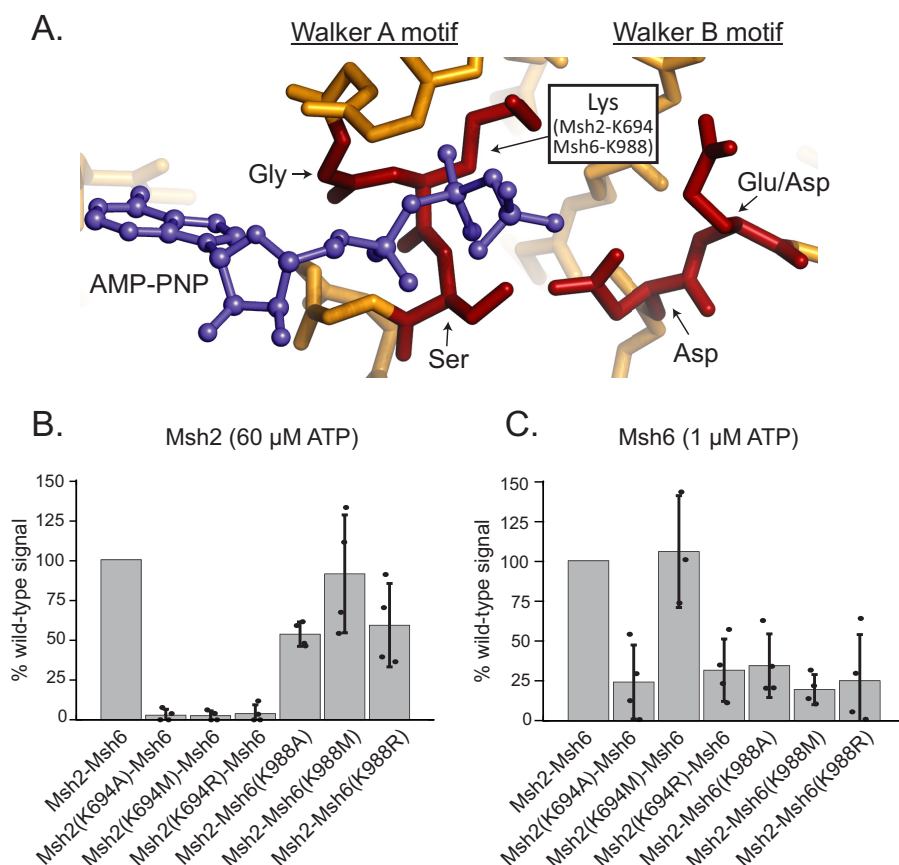 A.
Walker A motif
Walker B motif
Lys
(Msh2-K694
Msh6-K988)
Gly
Glu/Asp
AMP-PNP
Ser
Asp
B.
Msh2 (60 µM ATP)
% wild-type signal
150
125
100
75
50
25
0
Msh2-Msh6
Msh2(K694A)-Msh6
Msh2(K694M)-Msh6
Msh2(K694R)-Msh6
Msh2-Msh6(K988A)
Msh2-Msh6(K988M)
Msh2-Msh6(K988R)
C.
Msh6 (1 µM ATP)
% wild-type signal
150
125
100
75
50
25
0
Msh2-Msh6
Msh2(K694A)-Msh6
Msh2(K694M)-Msh6
Msh2(K694R)-Msh6
Msh2-Msh6(K988A)
Msh2-Msh6(K988M)
Msh2-Msh6(K988R)